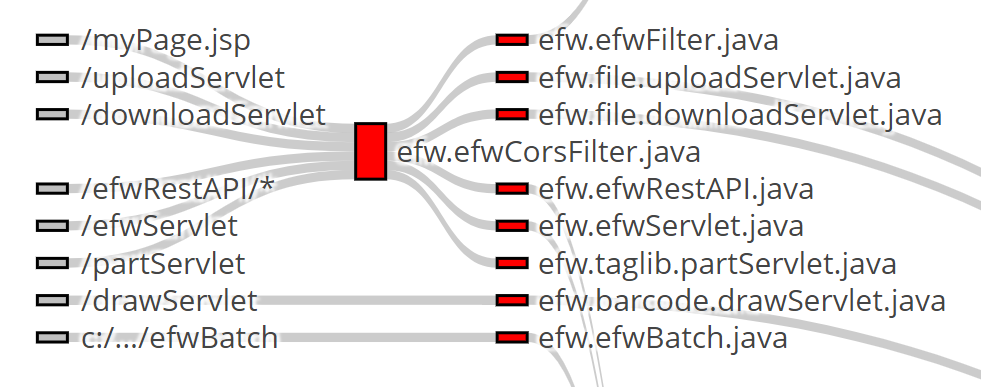 /myPage.jsp efw.efwFilter.java
/uploadServlet efw.file.uploadServlet.java
/downloadServlet efw.file.downloadServlet.java
efw.efwCorsFilter.java
/efwRestAPI/* efw.efwRestAPI.java
/efwServlet efw.efwServlet.java
/partServlet efw.taglib.partServlet.java
/drawServlet efw.barcode.drawServlet.java
c:/.../efwBatch efw.efwBatch.java